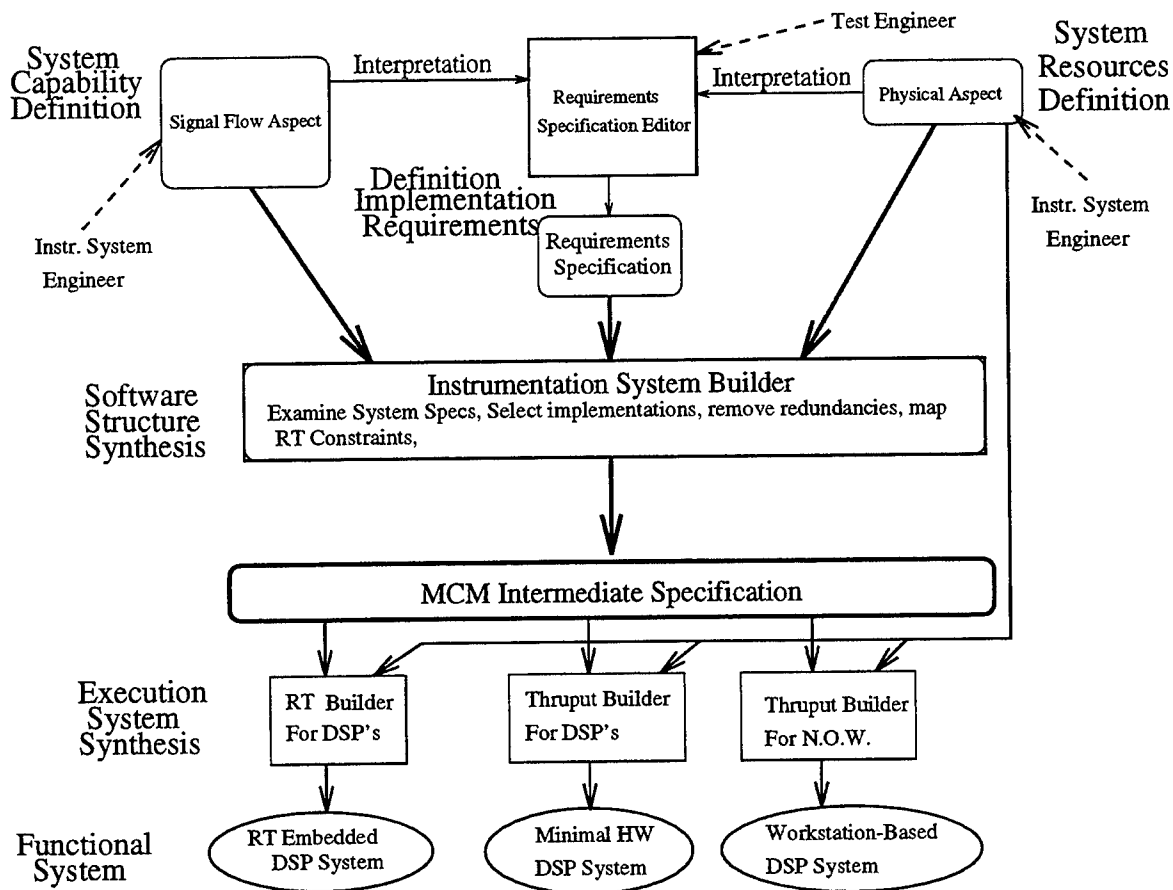 Test Engineer
System
Capability
Definition
Interpretation
Signal Flow Aspect
Requirements
Specification Editor
Interpretation
Physical Aspect
System
Resources
Definition
Definition
Implementation
Requirements
Instr. System
Engineer
Requirements
Specification
Instr. System
Engineer
Software
Structure
Synthesis
Instrumentation System Builder
Examine System Specs, Select implementations, remove redundancies, map
RT Constraints,
MCM Intermediate Specification
Execution
System
Synthesis
RT Builder
For DSP's
Thruput Builder
For DSP's
Thruput Builder
For N.O.W.
Functional
System
RT Embedded
DSP System
Minimal HW
DSP System
Workstation-Based
DSP System